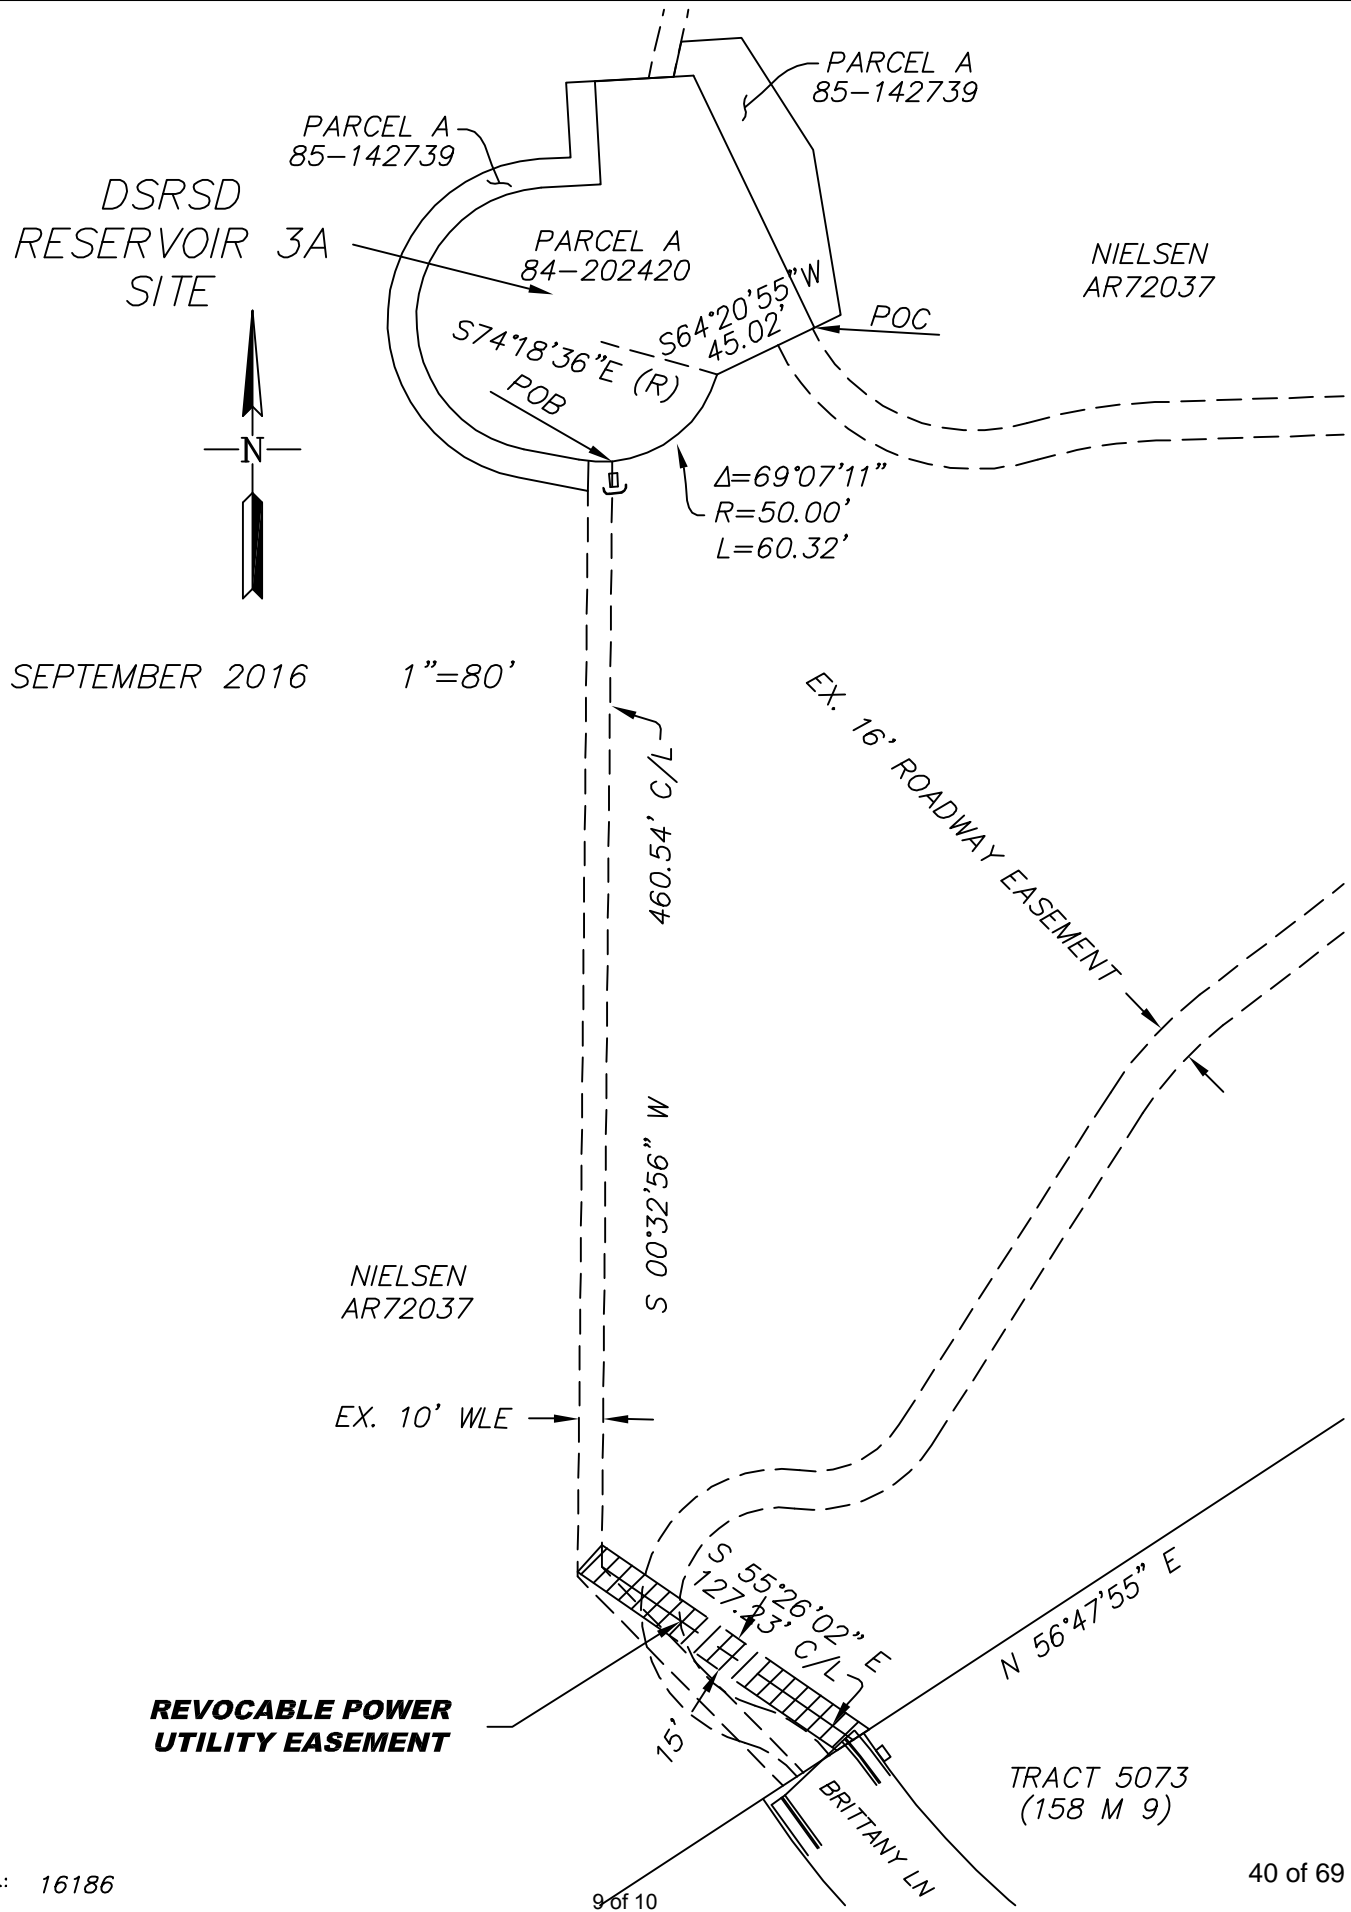 PARCEL A
85-142739
PARCEL A
85-142739
DSRSD
RESERVOIR 3A
SITE
PARCEL A
84-202420
NIELSEN
AR72037
S64°20'55"W
45.02'
POC
S74°18'36"E (R)
POB
N
Δ=69°07'11"
R=50.00'
L=60.32'
SEPTEMBER 2016
1"=80'
460.54' C/L
EX. 16' ROADWAY EASEMENT
S 00°32'56" W
NIELSEN
AR72037
EX. 10' WLE
S 55°26'02" E
127.23' C/L
N 56°47'55" E
REVOCABLE POWER
UTILITY EASEMENT
15'
TRACT 5073
(158 M 9)
BRITTANY LN
16186
9 of 10
40 of 69